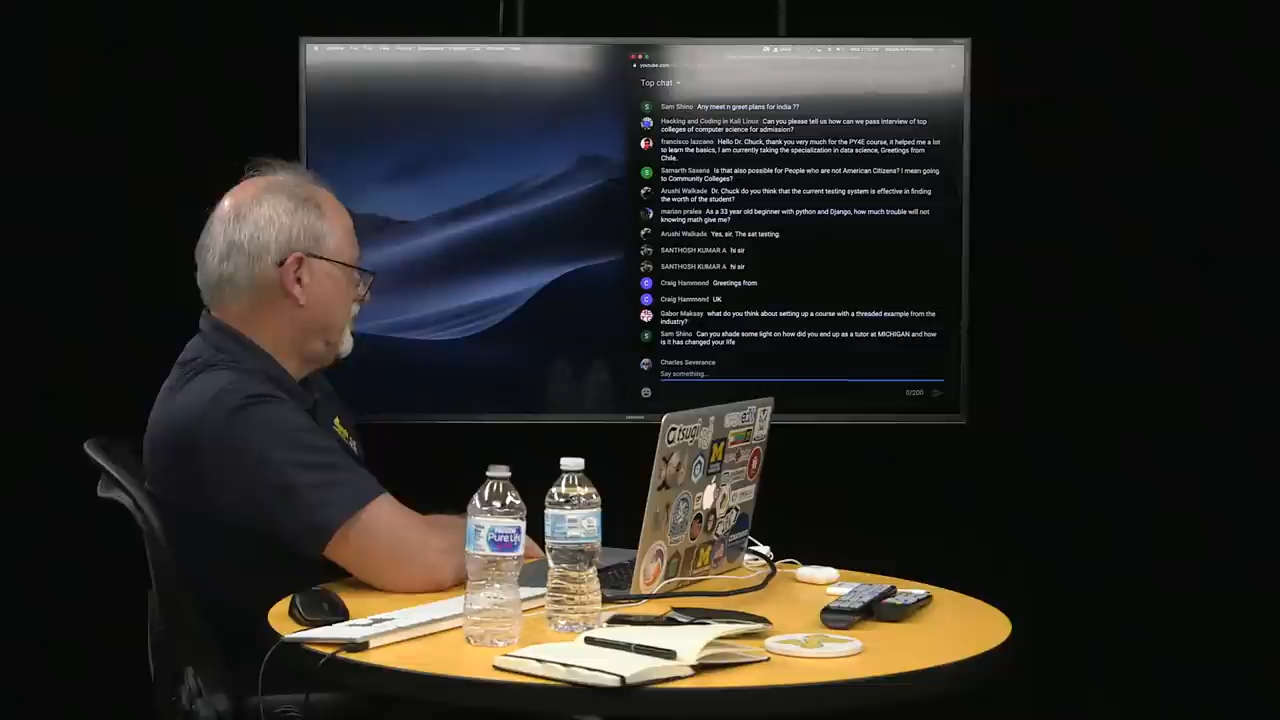 youtube.com
Top chat
Sam Shino Any meet n greet plans for india ??
Hacking and Coding in Kali Linux Can you please tell us how can we pass interview of top
colleges of computer science for admission?
francisco lazcano Hello Dr. Chuck, thank you very much for the PY4E course, it helped me a lot
to learn the basics, I am currently taking the specialization in data science, Greetings from
Chile.
Samarth Saxena Is that also possible for People who are not American Citizens? I mean going
to Community Colleges?
Arushi Walkade Dr. Chuck do you think that the current testing system is effective in finding
the worth of the student?
marian pralea As a 33 year old beginner with python and Django, how much trouble will not
knowing math give me?
Arushi Walkade Yes, sir. The sat testing.
SANTHOSH KUMAR A hi sir
SANTHOSH KUMAR A hi sir
Craig Hammond Greetings from
Craig Hammond UK
Gabor Maksay what do you think about setting up a course with a threaded example from the
industry?
Sam Shino Can you shade some light on how did you end up as a tutor at MICHIGAN and how
is it has changed your life
Charles Severance
Say something...
0/200
tsugi
M
Nestle
Pure Life
M